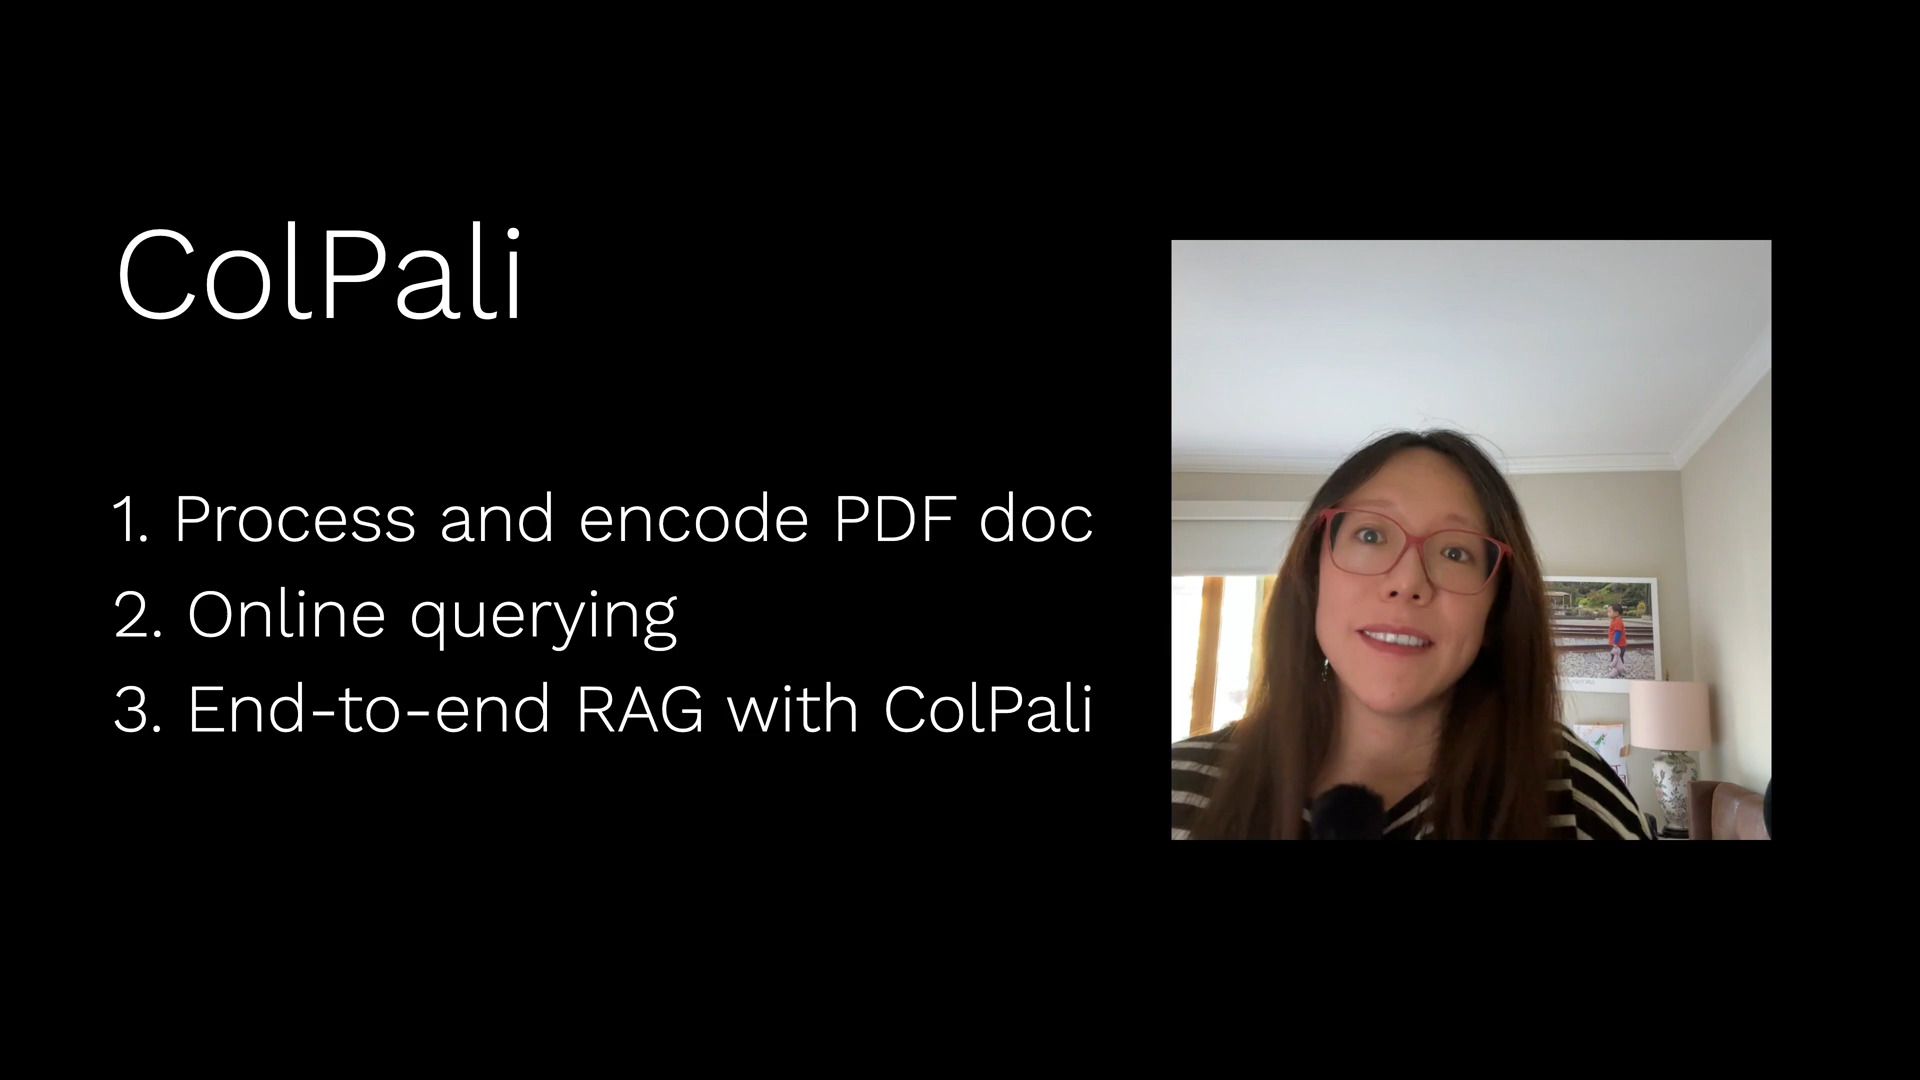 ColPali
1. Process and encode PDF doc
2. Online querying
3. End-to-end RAG with ColPali